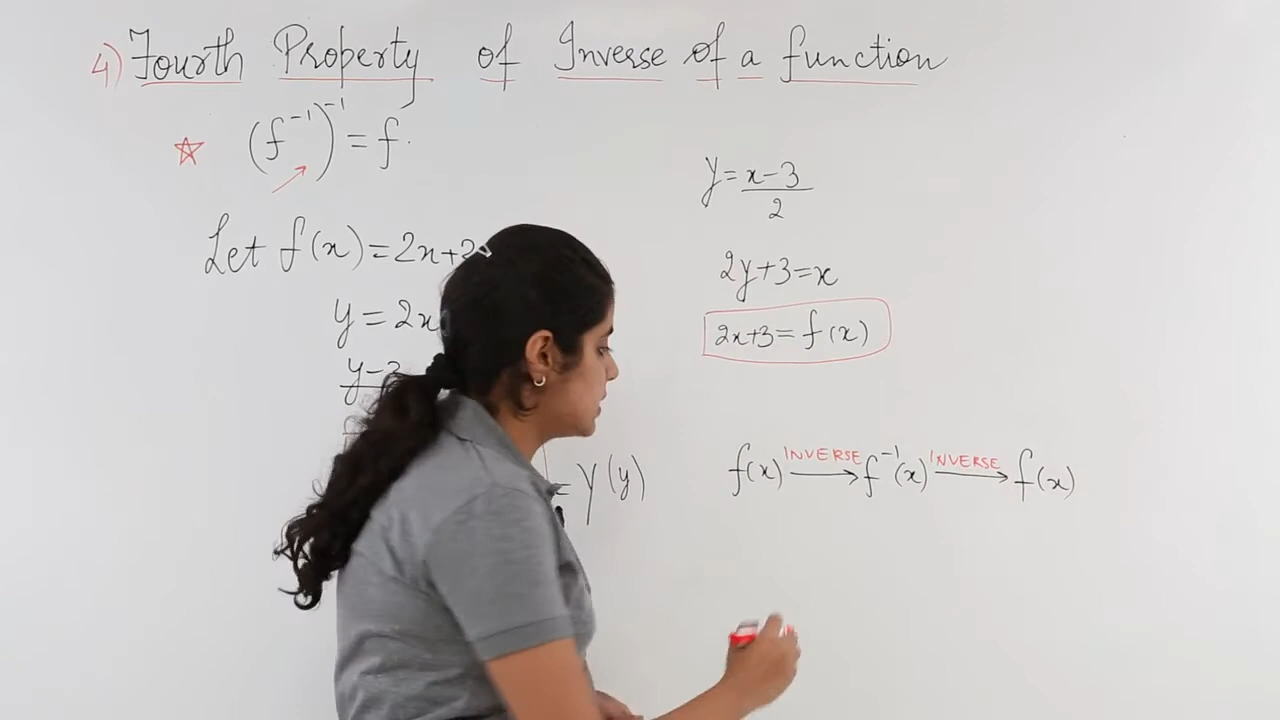 4) Fourth Property of Inverse of a function
(f⁻¹)⁻¹ = f.
Let f(x) = 2x+3
y = 2x
y-3
= y(y)
y = x-3
2
2y+3=x
2x+3 = f(x)
f(x) INVERSE→ f⁻¹(x) INVERSE→ f(x)